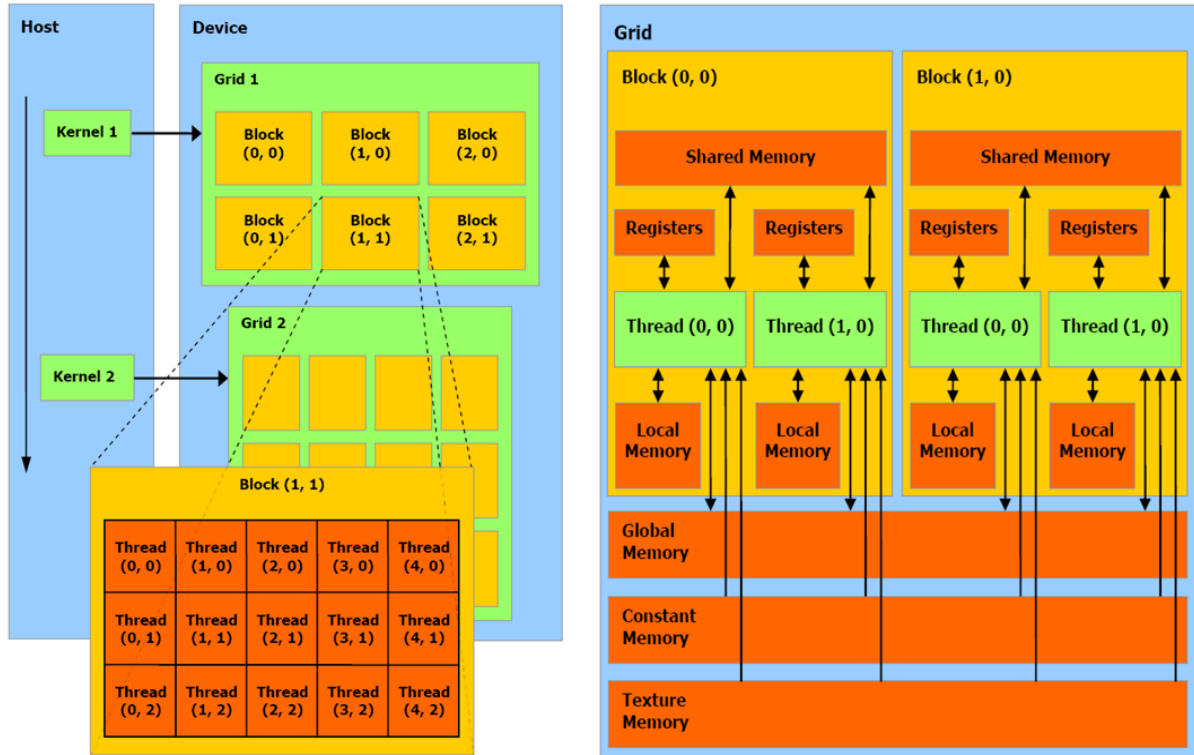 Host
Device
Grid 1
Kernel 1
Block
(0, 0)
Block
(1, 0)
Block
(2, 0)
Block
(0, 1)
Block
(1, 1)
Block
(2, 1)
Grid 2
Kernel 2
Block (1, 1)
Thread
(0, 0)
Thread
(1, 0)
Thread
(2, 0)
Thread
(3, 0)
Thread
(4, 0)
Thread
(0, 1)
Thread
(1, 1)
Thread
(2, 1)
Thread
(3, 1)
Thread
(4, 1)
Thread
(0, 2)
Thread
(1, 2)
Thread
(2, 2)
Thread
(3, 2)
Thread
(4, 2)
Grid
Block (0, 0)
Shared Memory
Registers
Registers
Thread (0, 0)
Thread (1, 0)
Local
Memory
Local
Memory
Block (1, 0)
Shared Memory
Registers
Registers
Thread (0, 0)
Thread (1, 0)
Local
Memory
Local
Memory
Global
Memory
Constant
Memory
Texture
Memory